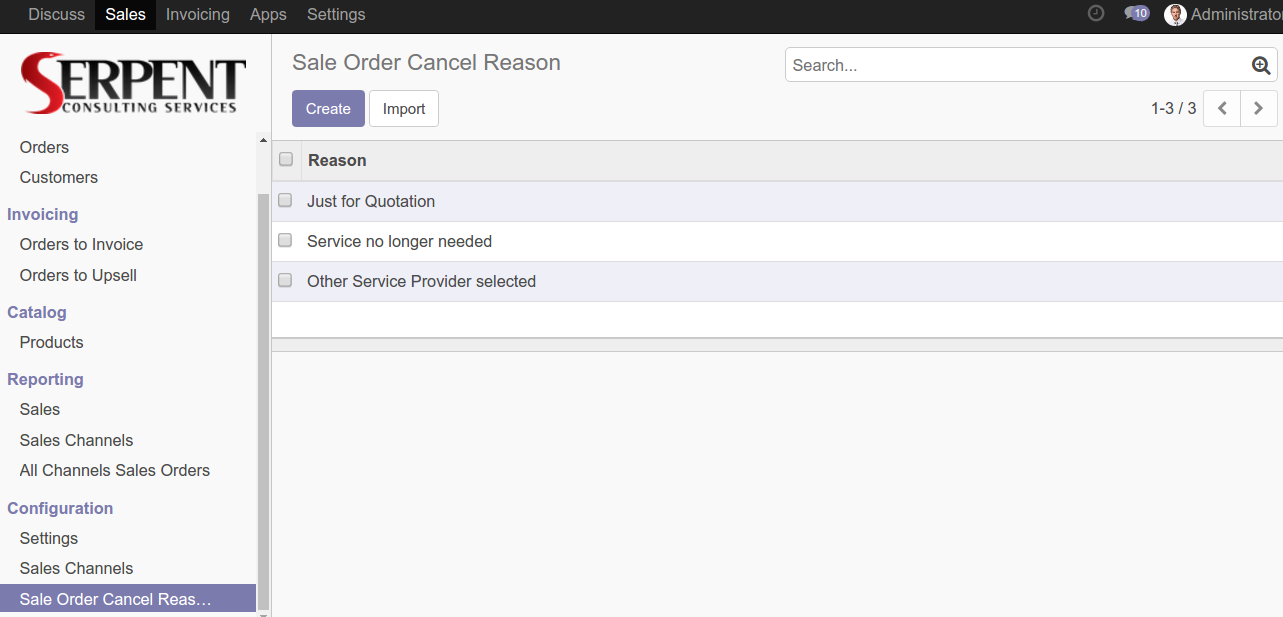 Discuss Sales Invoicing Apps Settings 10 Administrator
SERPENT
CONSULTING SERVICES
Orders
Customers
Invoicing
Orders to Invoice
Orders to Upsell
Catalog
Products
Reporting
Sales
Sales Channels
All Channels Sales Orders
Configuration
Settings
Sales Channels
Sale Order Cancel Reas…
Sale Order Cancel Reason
Search...
Create Import
1-3 / 3
Reason
Just for Quotation
Service no longer needed
Other Service Provider selected